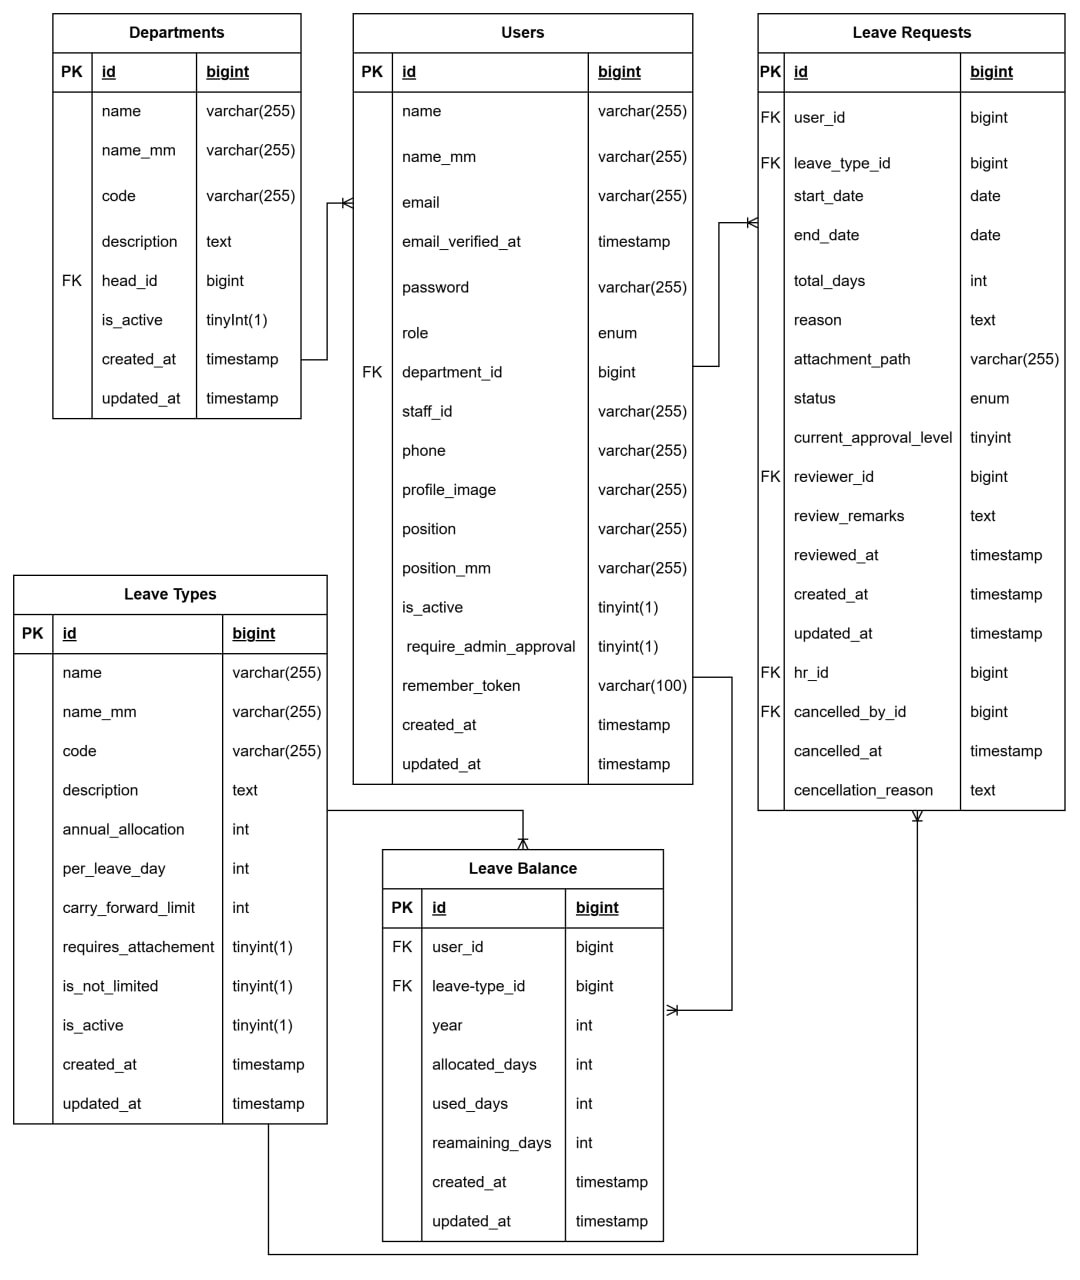 Departments
PK id bigint
name varchar(255)
name_mm varchar(255)
code varchar(255)
description text
FK head_id bigint
is_active tinyInt(1)
created_at timestamp
updated_at timestamp
Users
PK id bigint
name varchar(255)
name_mm varchar(255)
email varchar(255)
email_verified_at timestamp
password varchar(255)
role enum
FK department_id bigint
staff_id varchar(255)
phone varchar(255)
profile_image varchar(255)
position varchar(255)
position_mm varchar(255)
is_active tinyint(1)
require_admin_approval tinyint(1)
remember_token varchar(100)
created_at timestamp
updated_at timestamp
Leave Requests
PK id bigint
FK user_id bigint
FK leave_type_id bigint
start_date date
end_date date
total_days int
reason text
attachment_path varchar(255)
status enum
current_approval_level tinyint
FK reviewer_id bigint
review_remarks text
reviewed_at timestamp
created_at timestamp
updated_at timestamp
FK hr_id bigint
FK cancelled_by_id bigint
cancelled_at timestamp
cencellation_reason text
Leave Types
PK id bigint
name varchar(255)
name_mm varchar(255)
code varchar(255)
description text
annual_allocation int
per_leave_day int
carry_forward_limit int
requires_attachement tinyint(1)
is_not_limited tinyint(1)
is_active tinyint(1)
created_at timestamp
updated_at timestamp
Leave Balance
PK id bigint
FK user_id bigint
FK leave-type_id bigint
year int
allocated_days int
used_days int
reamaining_days int
created_at timestamp
updated_at timestamp